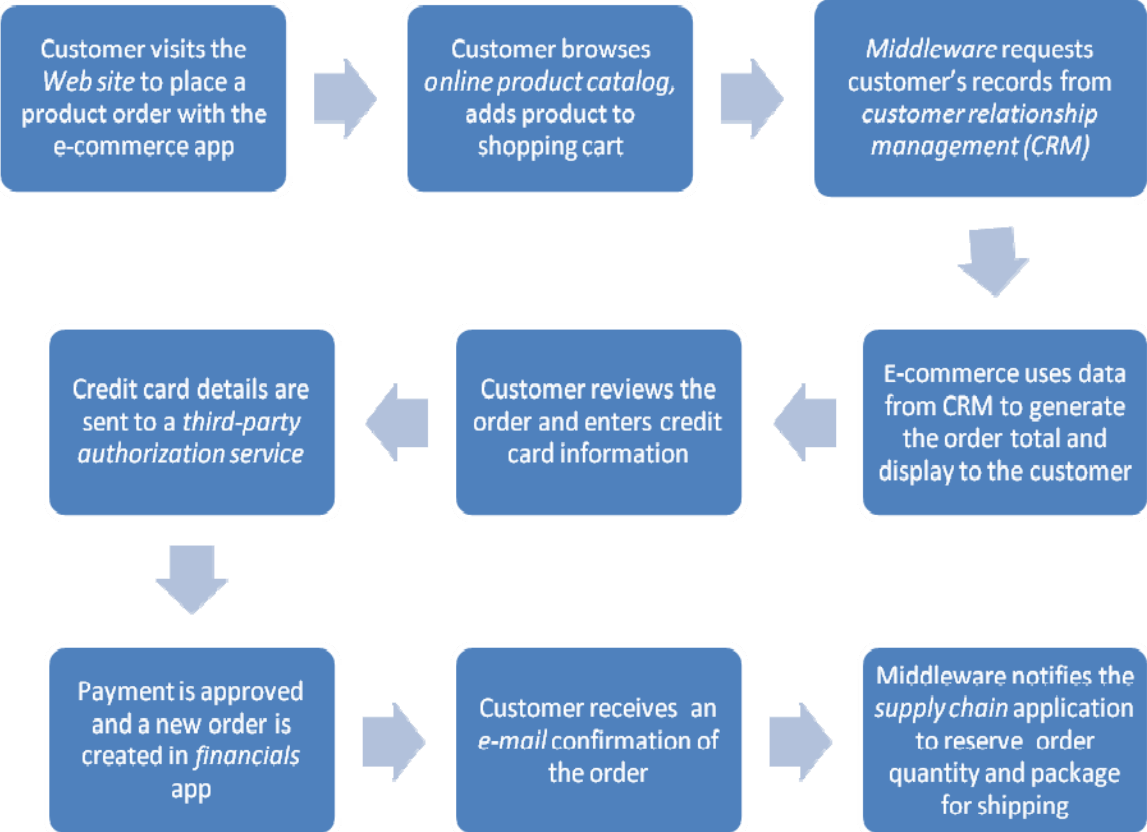 Customer visits the
Web site to place a
product order with the
e-commerce app
Customer browses
online product catalog,
adds product to
shopping cart
Middleware requests
customer's records from
customer relationship
management (CRM)
E-commerce uses data
from CRM to generate
the order total and
display to the customer
Customer reviews the
order and enters credit
card information
Credit card details are
sent to a third-party
authorization service
Payment is approved
and a new order is
created in financials
app
Customer receives an
e-mail confirmation of
the order
Middleware notifies the
supply chain application
to reserve order
quantity and package
for shipping